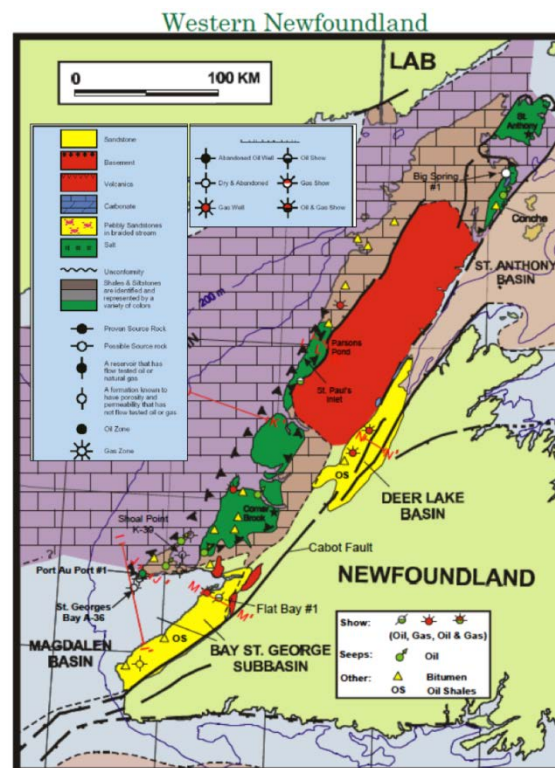 Western Newfoundland
0 100 KM
LAB
Sandstone
Basement
Volcanics
Carbonate
Pebbly Sandstones
in braided stream
Salt
Unconformity
Shales & Siltstones
are identified and
represented by a
variety of colors
Proven Source Rock
Possible Source rock
A reservoir that has
flow tested oil or
natural gas
A formation known to
have porosity and
permeability that has
not flow tested oil or gas
Oil Zone
Gas Zone
Abandoned Oil Well
Oil Show
Dry & Abandoned
Gas Show
Gas Well
Oil & Gas Show
St.
Anthony
Big Spring
#1
Conche
ST. ANTHONY
BASIN
200 m
Parsons
Pond
St. Paul's
Inlet
OS
DEER LAKE
BASIN
Corner
Brook
Shoal Point
K-39
Cabot Fault
Port Au Port #1
NEWFOUNDLAND
St. Georges
Bay A-36
M M'
Flat Bay #1
OS
MAGDALEN
BASIN
BAY ST. GEORGE
SUBBASIN
Show:
(Oil, Gas, Oil & Gas)
Seeps: Oil
Other: Bitumen
OS Oil Shales